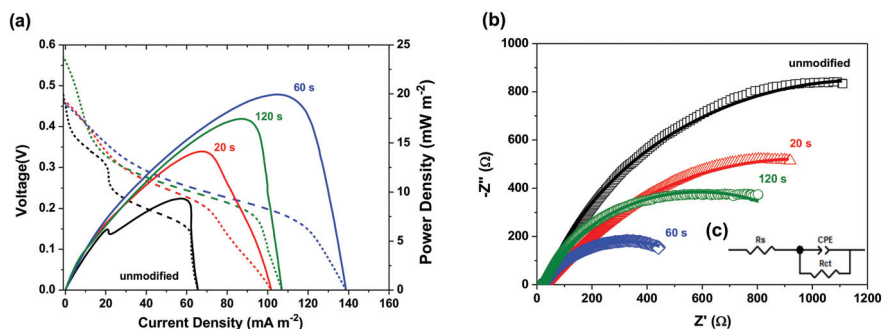 (a)
0.6
0.5
0.4
0.3
0.2
0.1
0.0
Voltage(V)
25
20
15
10
5
0
Power Density (mW m⁻²)
60 s
120 s
20 s
unmodified
0 20 40 60 80 100 120 140 160
Current Density (mA m⁻²)
(b)
1000
800
600
400
200
0
-Z'' (Ω)
unmodified
20 s
120 s
60 s
(c)
Rs
CPE
Rct
0 200 400 600 800 1000 1200
Z' (Ω)